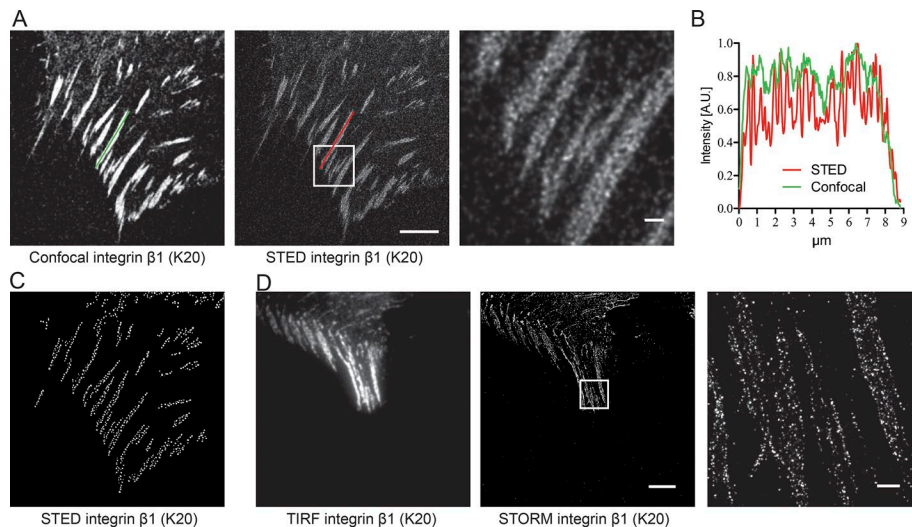 A
B
Confocal integrin β1 (K20)
STED integrin β1 (K20)
Intensity [A.U.]
1.0
0.8
0.6
0.4
0.2
0.0
STED
Confocal
0 1 2 3 4 5 6 7 8 9
μm
C
D
STED integrin β1 (K20)
TIRF integrin β1 (K20)
STORM integrin β1 (K20)